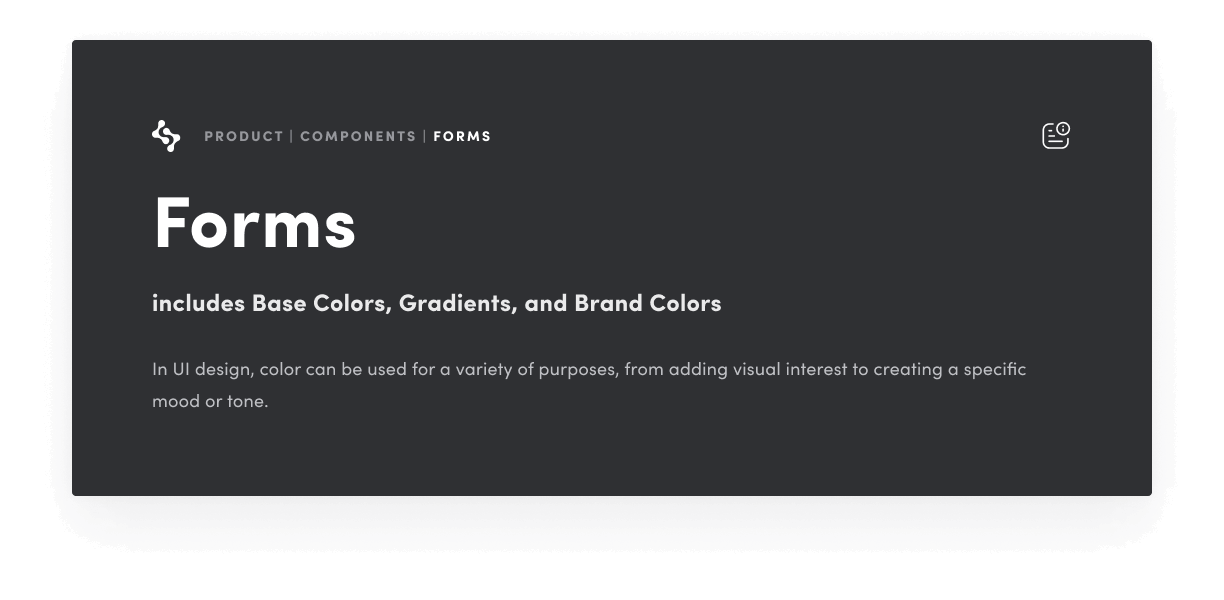 PRODUCT | COMPONENTS | FORMS
Forms
includes Base Colors, Gradients, and Brand Colors
In UI design, color can be used for a variety of purposes, from adding visual interest to creating a specific
mood or tone.